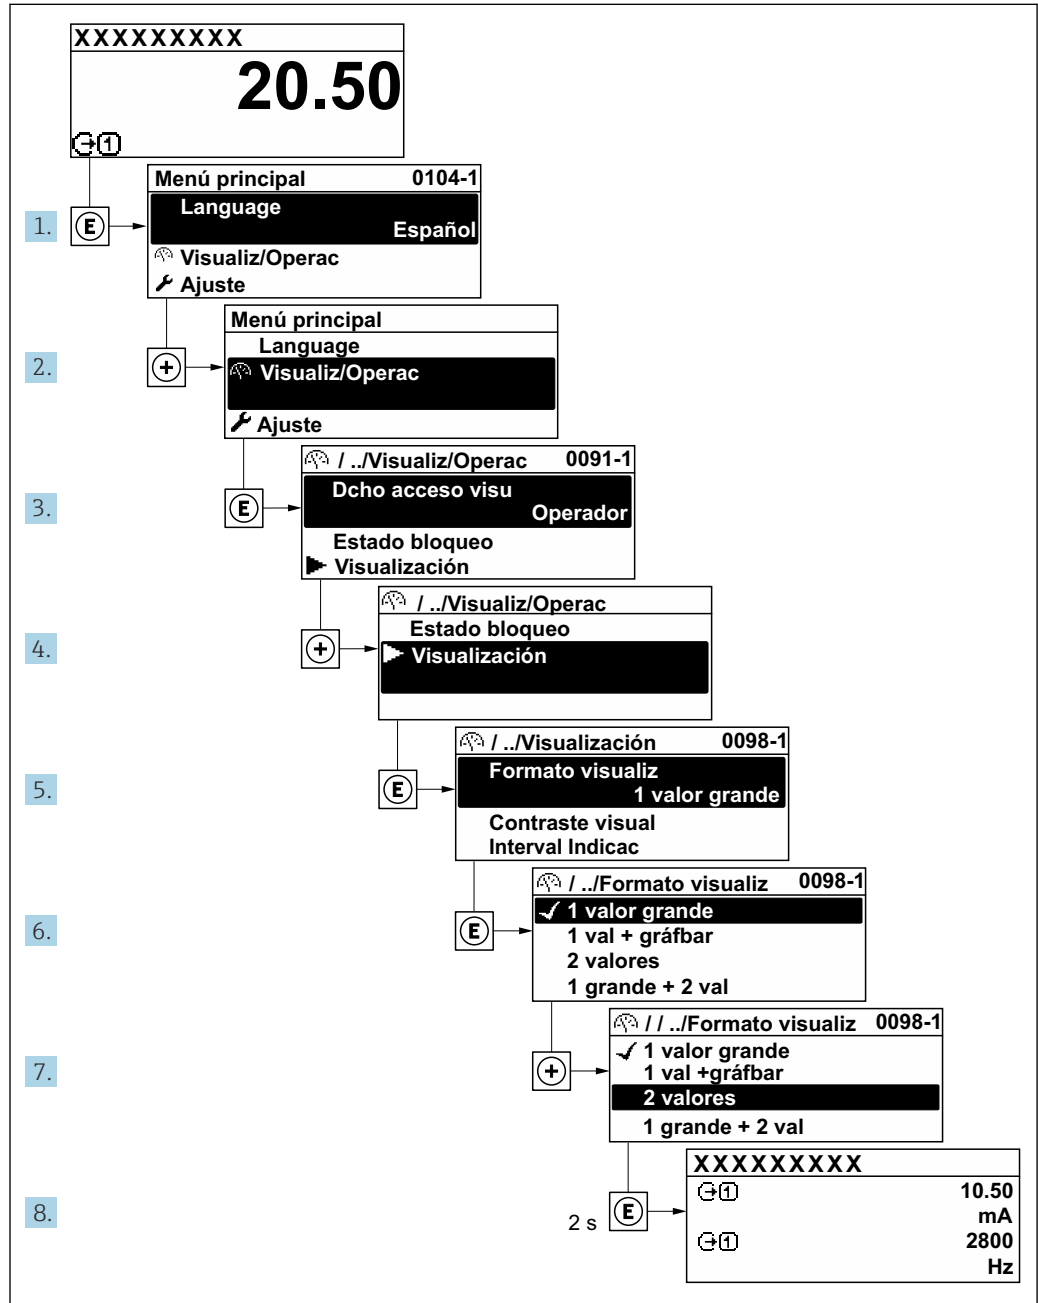 XXXXXXXXX
20.50
1
Menú principal 0104-1
Language
1. E Español
Visualiz/Operac
Ajuste
Menú principal
Language
2. + Visualiz/Operac
Ajuste
/ ../Visualiz/Operac 0091-1
Dcho acceso visu
3. E Operador
Estado bloqueo
Visualización
/ ../Visualiz/Operac
Estado bloqueo
4. + Visualización
/ ../Visualización 0098-1
Formato visualiz
5. E 1 valor grande
Contraste visual
Interval Indicac
/ ../Formato visualiz 0098-1
1 valor grande
6. E 1 val + gráfbar
2 valores
1 grande + 2 val
/ / ../Formato visualiz 0098-1
1 valor grande
7. + 1 val +gráfbar
2 valores
1 grande + 2 val
XXXXXXXXX
1 10.50
8. 2 s E mA
1 2800
Hz